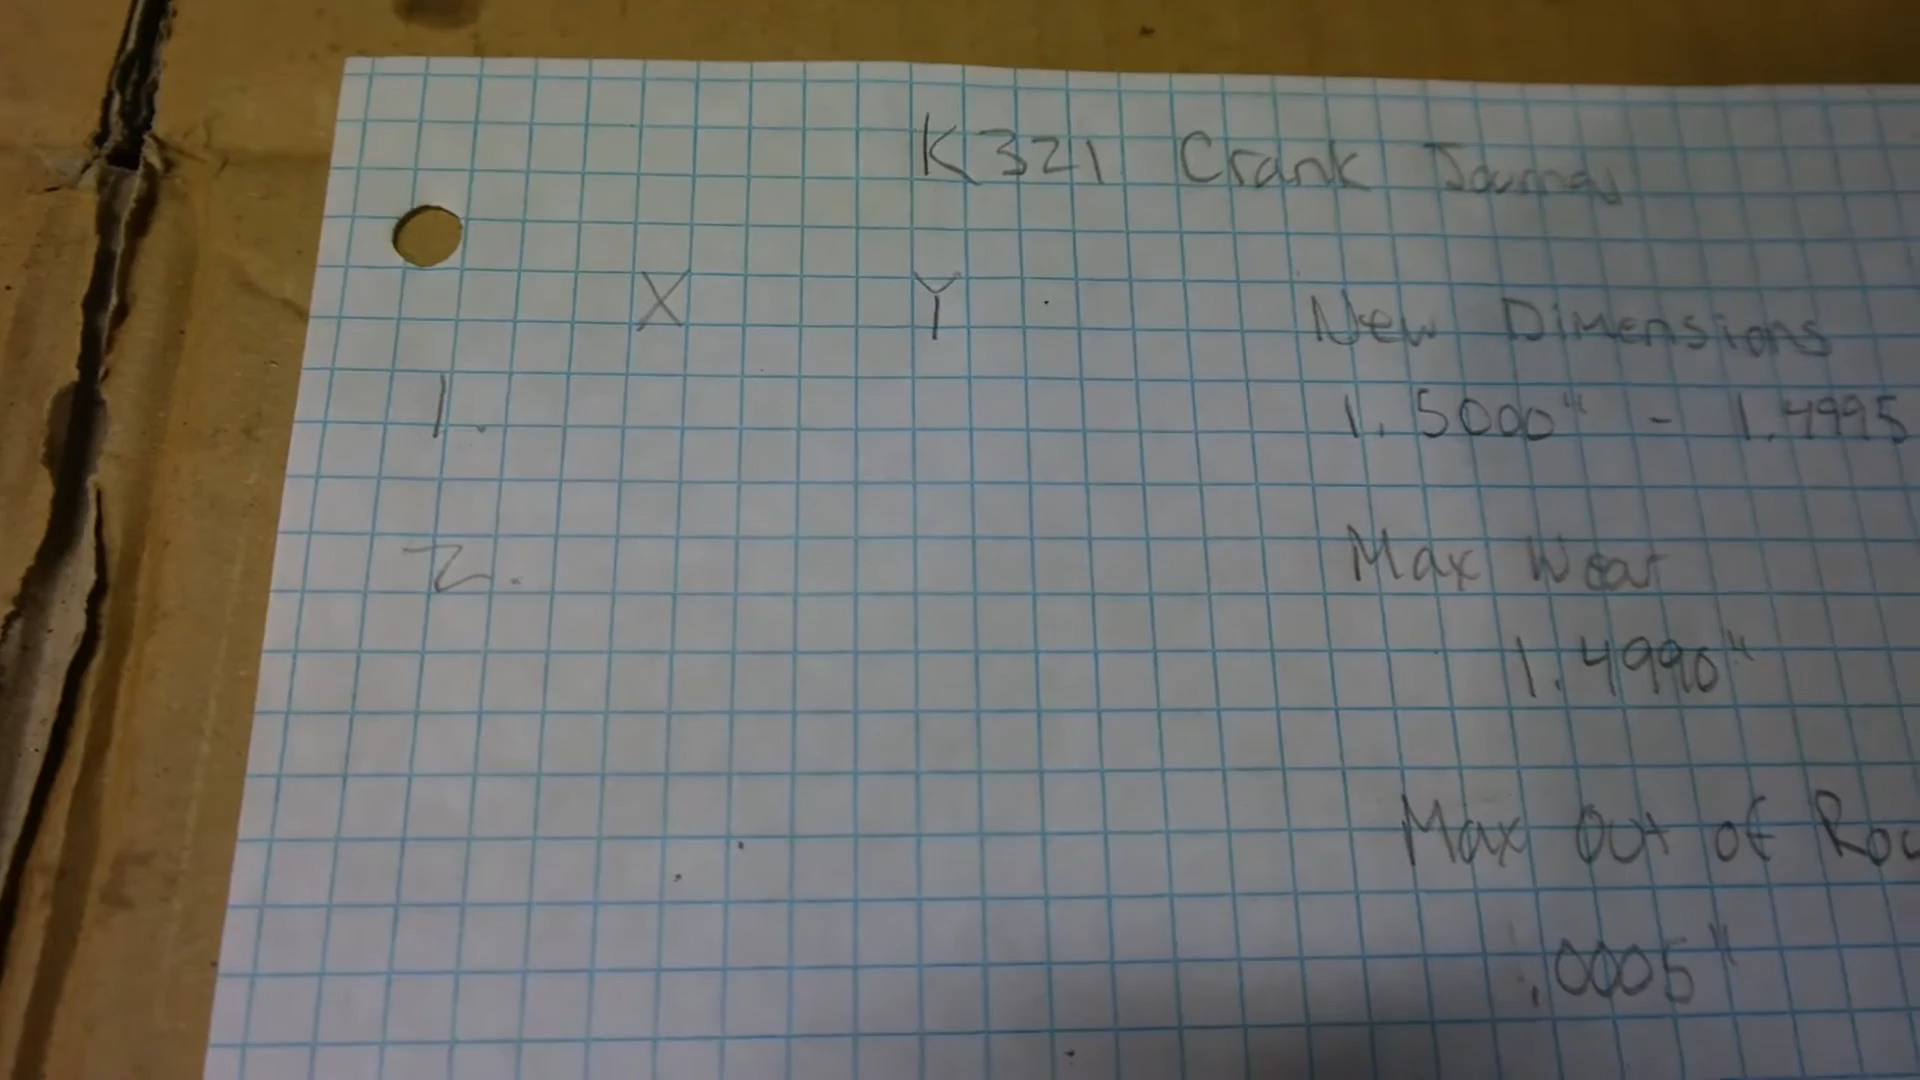 K321 Crank Journal
X Y New Dimensions
1. 1.5000" - 1.4995
2. Max Wear
1.4990"
Max Out of Rou
.0005"